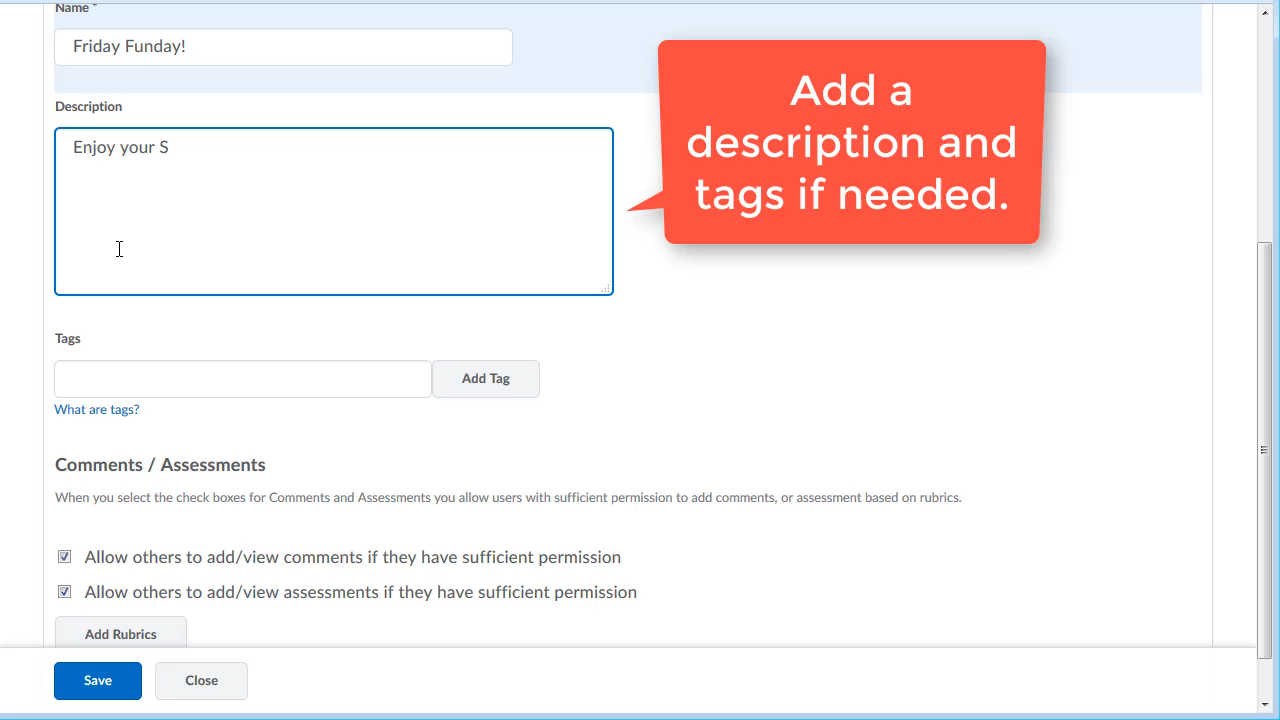 Name *
Friday Funday!
Description
Enjoy your S
Add a
description and
tags if needed.
Tags
Add Tag
What are tags?
Comments / Assessments
When you select the check boxes for Comments and Assessments you allow users with sufficient permission to add comments, or assessment based on rubrics.
Allow others to add/view comments if they have sufficient permission
Allow others to add/view assessments if they have sufficient permission
Add Rubrics
Save
Close